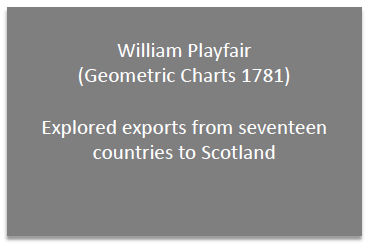 William Playfair
(Geometric Charts 1781)
Explored exports from seventeen
countries to Scotland